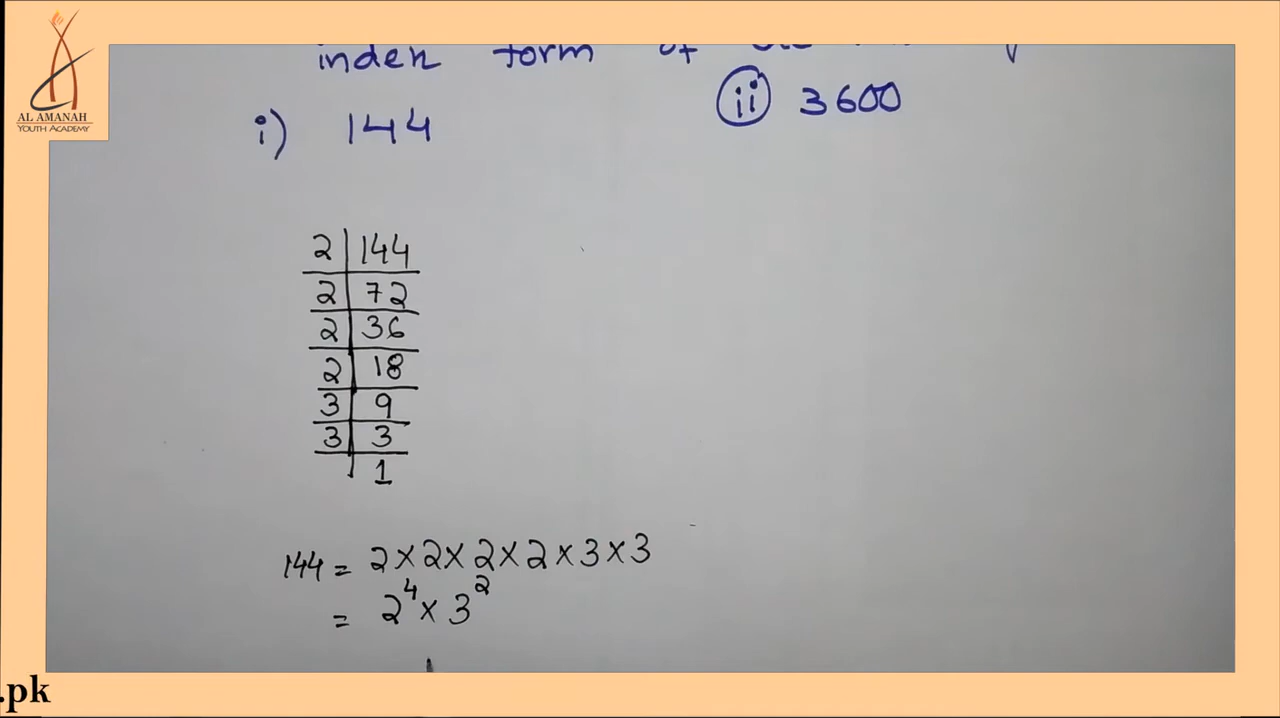 AL AMANAH
YOUTH ACADEMY
index form of
i) 144
ii 3600
2 144
2 72
2 36
2 18
3 9
3 3
1
144 = 2×2×2×2×3×3
= 2⁴×3²
.pk